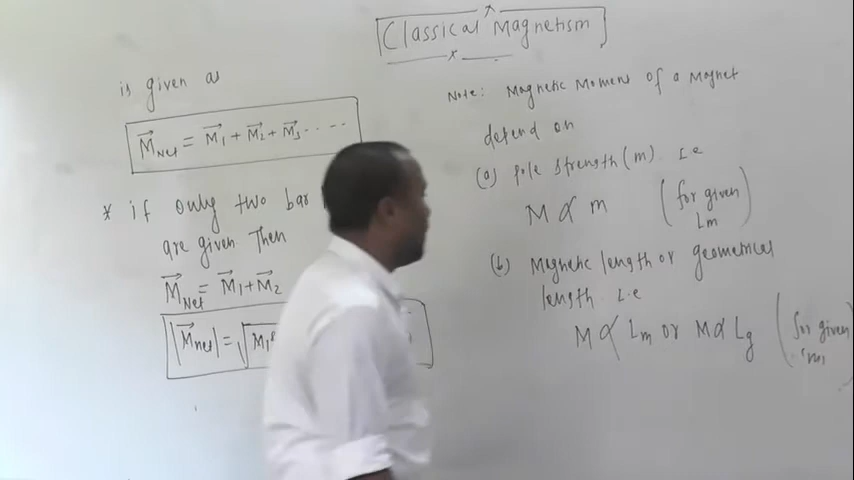 Classical Magnetism
is given as
M⃗Net = M⃗1 + M⃗2 + M⃗3 ·····
* if only two bar
are given Then
M⃗Net = M⃗1 + M⃗2
|M⃗net| = √M1²
Note: Magnetic Moment of a Magnet
depend on
(a) pole strength (m) i.e
M ∝ m (for given Lm)
(b) Magnetic length or geometrical
length i.e
M ∝ Lm or M ∝ Lg (for given 'm')